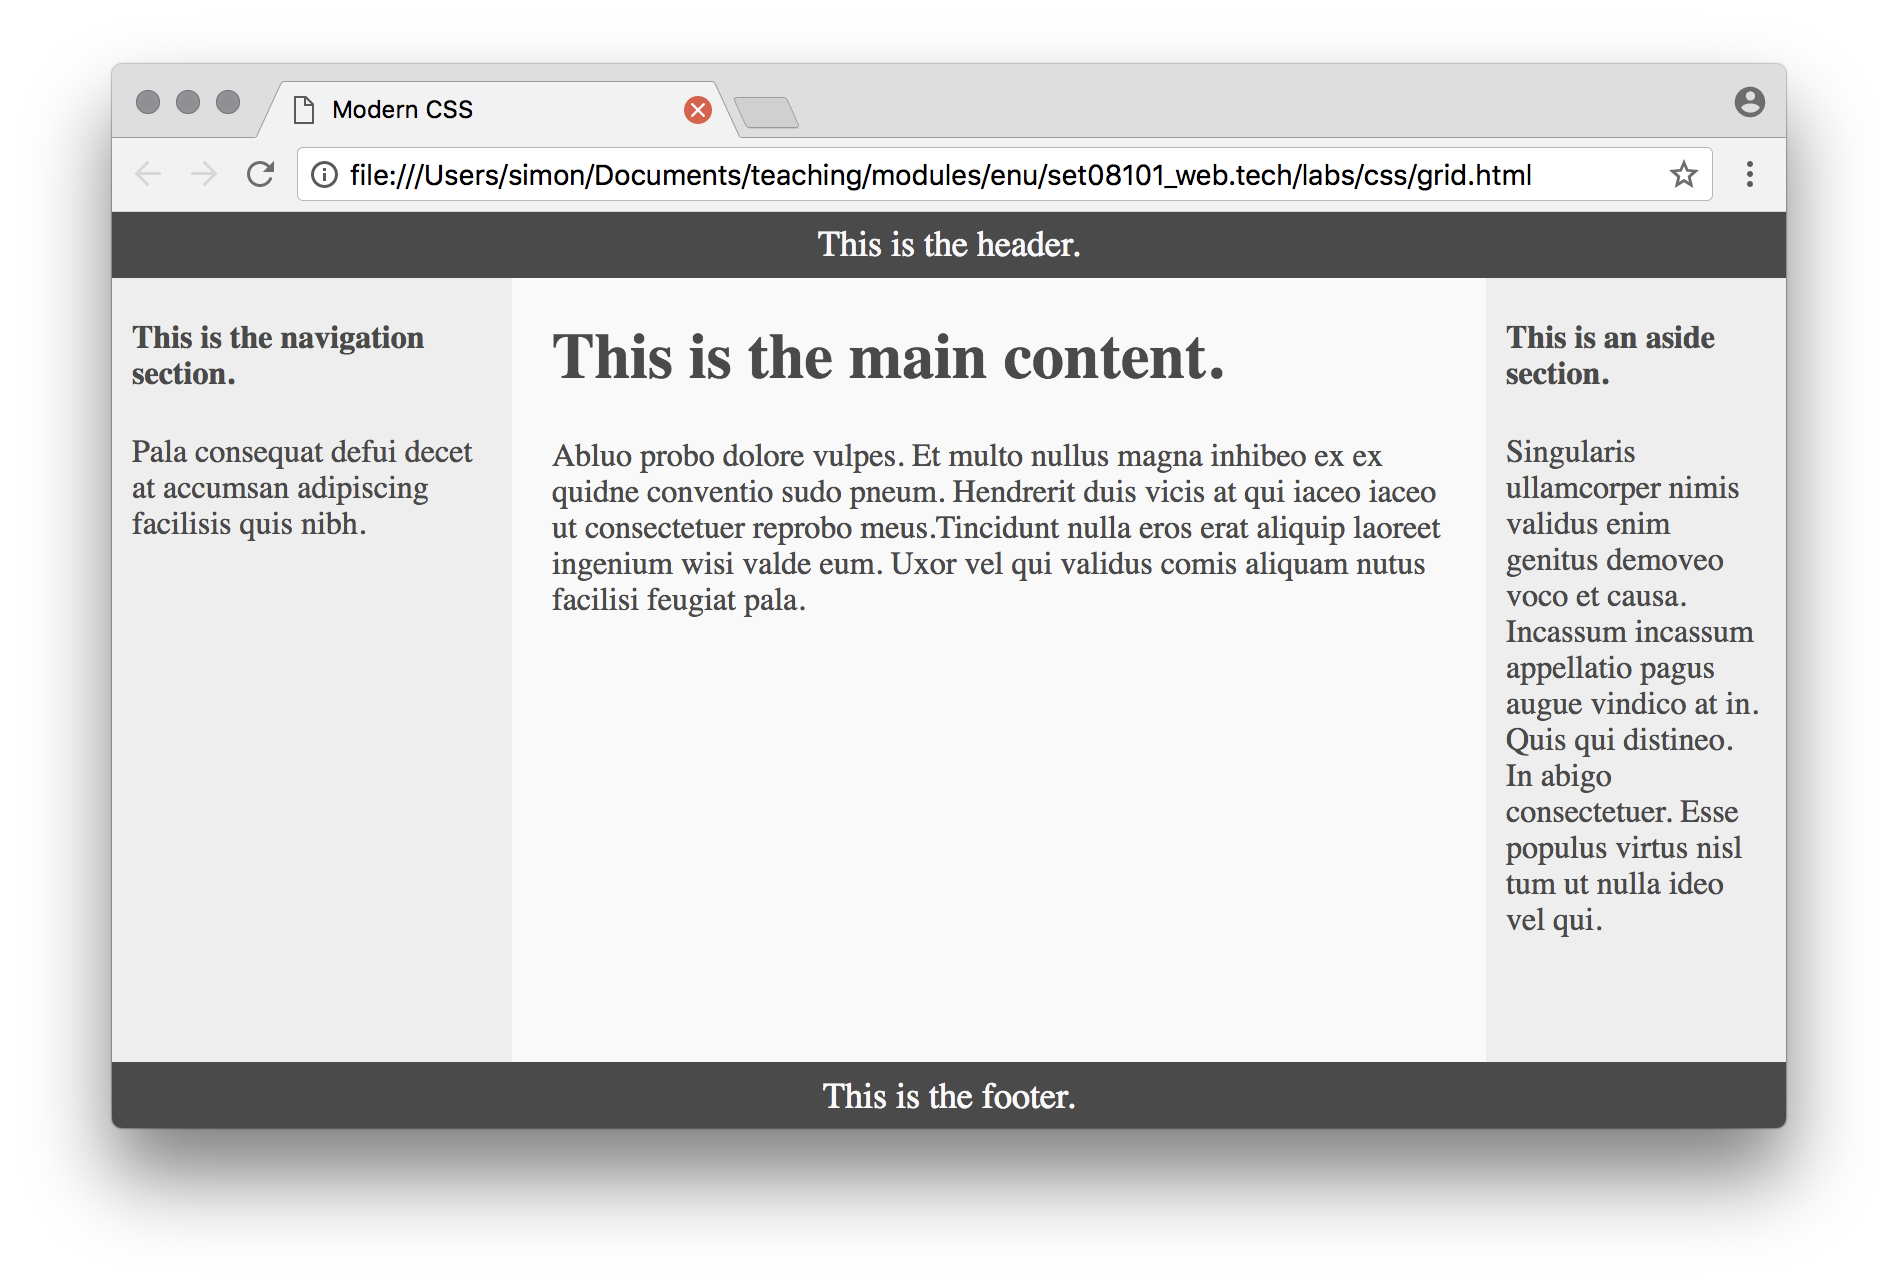 Modern CSS
file:///Users/simon/Documents/teaching/modules/enu/set08101_web.tech/labs/css/grid.html
This is the header.
This is the navigation
section.
Pala consequat defui decet
at accumsan adipiscing
facilisis quis nibh.
This is the main content.
Abluo probo dolore vulpes. Et multo nullus magna inhibeo ex ex
quidne conventio sudo pneum. Hendrerit duis vicis at qui iaceo iaceo
ut consectetuer reprobo meus.Tincidunt nulla eros erat aliquip laoreet
ingenium wisi valde eum. Uxor vel qui validus comis aliquam nutus
facilisi feugiat pala.
This is an aside
section.
Singularis
ullamcorper nimis
validus enim
genitus demoveo
voco et causa.
Incassum incassum
appellatio pagus
augue vindico at in.
Quis qui distineo.
In abigo
consectetuer. Esse
populus virtus nisl
tum ut nulla ideo
vel qui.
This is the footer.